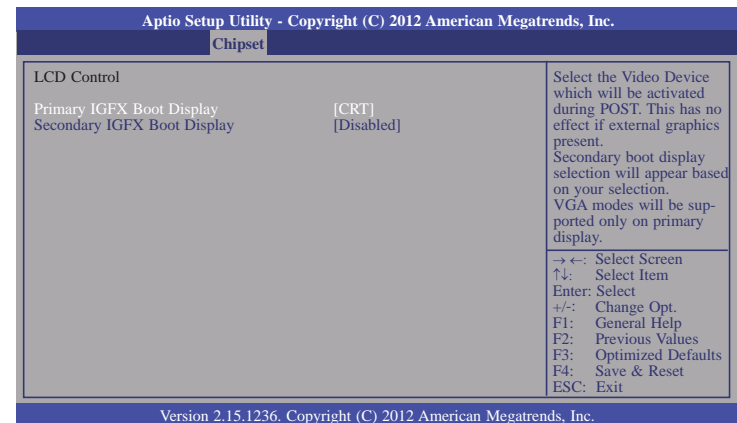 Aptio Setup Utility - Copyright (C) 2012 American Megatrends, Inc.
Chipset
LCD Control
Primary IGFX Boot Display [CRT]
Secondary IGFX Boot Display [Disabled]
Select the Video Device
which will be activated
during POST. This has no
effect if external graphics
present.
Secondary boot display
selection will appear based
on your selection.
VGA modes will be sup-
ported only on primary
display.
→←: Select Screen
↑↓: Select Item
Enter: Select
+/-: Change Opt.
F1: General Help
F2: Previous Values
F3: Optimized Defaults
F4: Save & Reset
ESC: Exit
Version 2.15.1236. Copyright (C) 2012 American Megatrends, Inc.